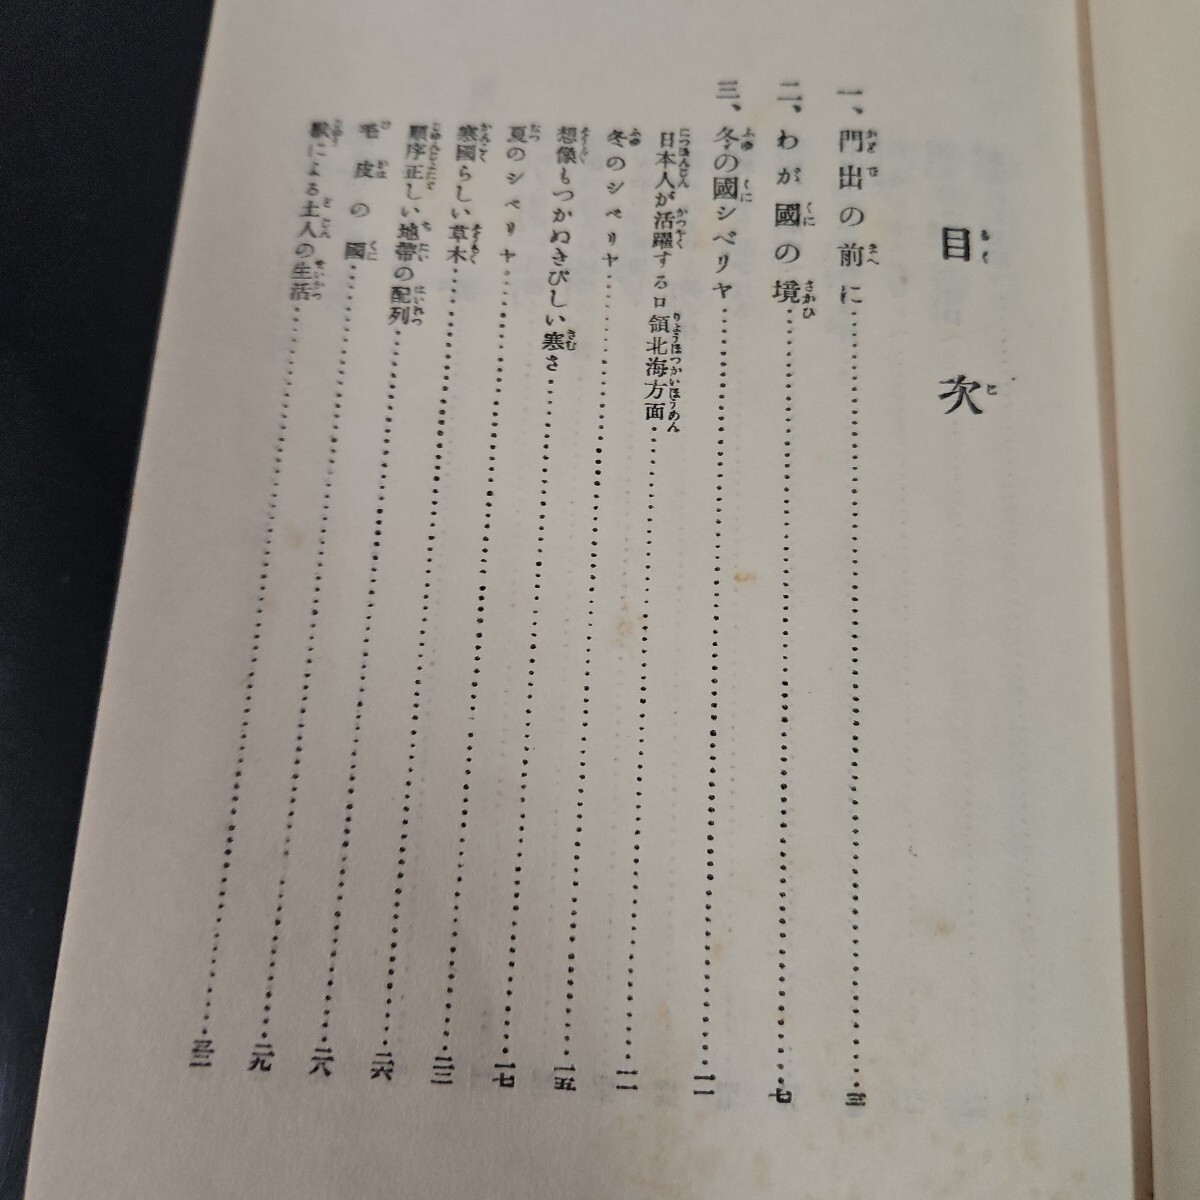 目次
一、門出の前に……三
二、わが國の境……七
三、冬の國シベリヤ……一一
日本人が活躍するロ領北海方面……一一
冬のシベリヤ……一五
想像もつかぬきびしい寒さ……一七
夏のシベリヤ……二三
寒國らしい草木……二六
順序正しい地帶の配列……二八
毛皮の國……二九
獸による土人の生活……